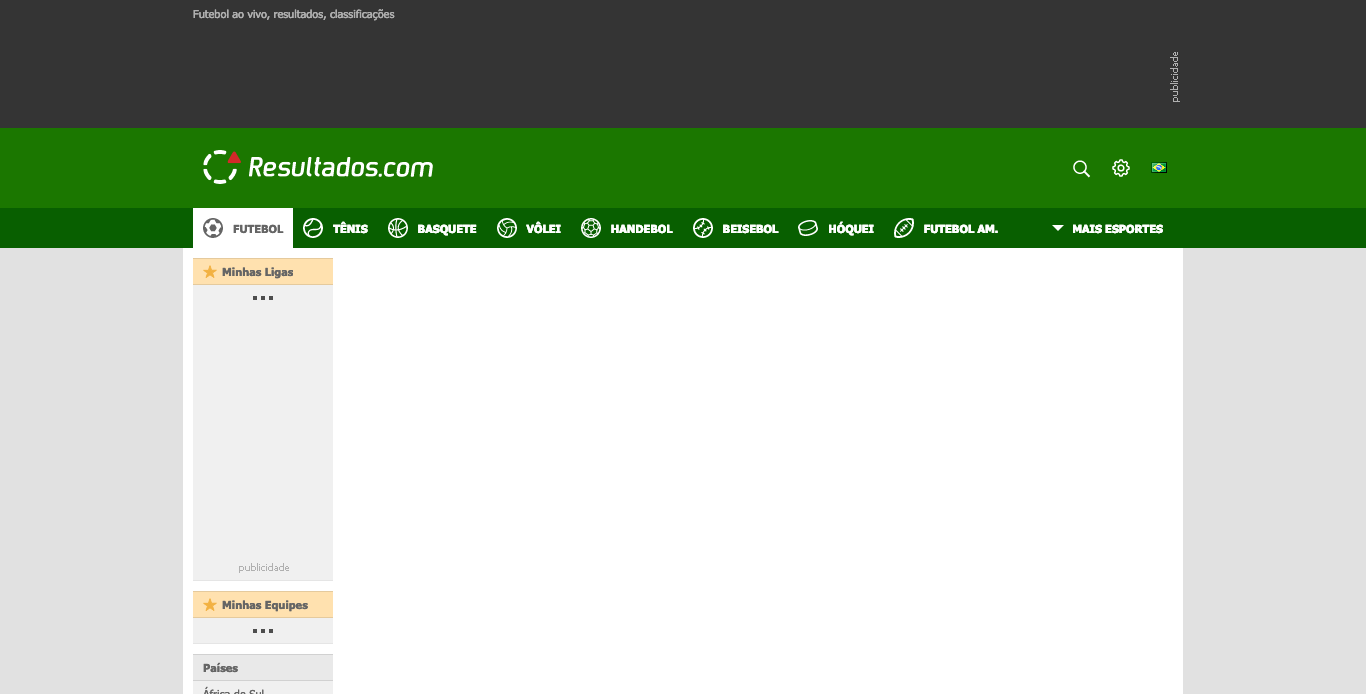 Futebol ao vivo, resultados, classificações
publicidade
Resultados.com
FUTEBOL TÊNIS BASQUETE VÔLEI HANDEBOL BEISEBOL HÓQUEI FUTEBOL AM. MAIS ESPORTES
Minhas Ligas
publicidade
Minhas Equipes
Países
África do Sul